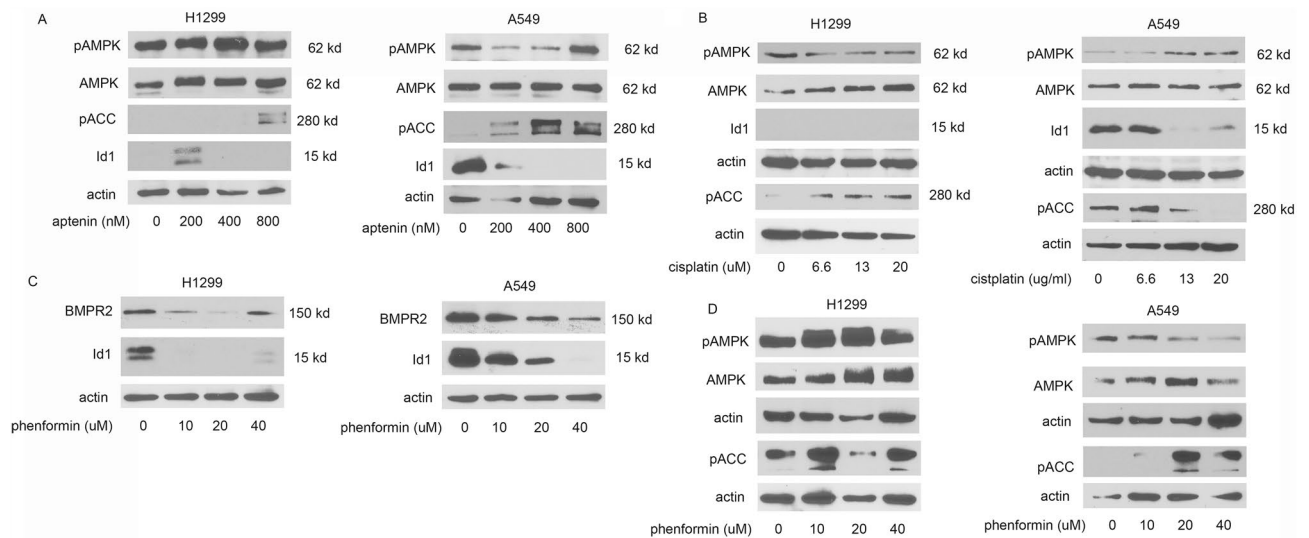 A
H1299
pAMPK 62 kd
AMPK 62 kd
pACC 280 kd
Id1 15 kd
actin
aptenin (nM) 0 200 400 800
A549
pAMPK 62 kd
AMPK 62 kd
pACC 280 kd
Id1 15 kd
actin
aptenin (nM) 0 200 400 800
B
H1299
pAMPK 62 kd
AMPK 62 kd
Id1 15 kd
actin
pACC 280 kd
actin
cisplatin (uM) 0 6.6 13 20
A549
pAMPK 62 kd
AMPK 62 kd
Id1 15 kd
actin
pACC 280 kd
actin
cistplatin (ug/ml) 0 6.6 13 20
C
H1299
BMPR2 150 kd
Id1 15 kd
actin
phenformin (uM) 0 10 20 40
A549
BMPR2 150 kd
Id1 15 kd
actin
phenformin (uM) 0 10 20 40
D
H1299
pAMPK
AMPK
actin
pACC
actin
phenformin (uM) 0 10 20 40
A549
pAMPK
AMPK
actin
pACC
actin
phenformin (uM) 0 10 20 40